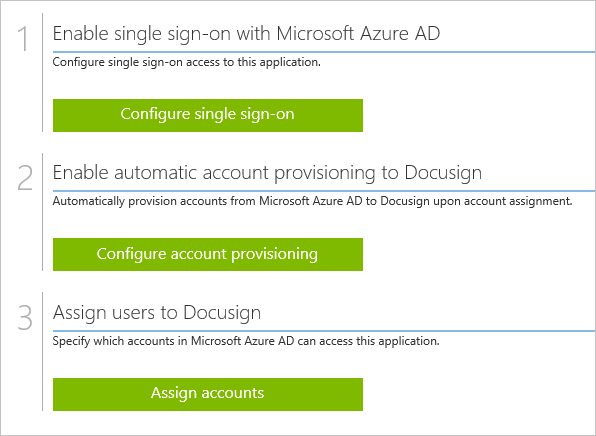 1
Enable single sign-on with Microsoft Azure AD
Configure single sign-on access to this application.
Configure single sign-on
2
Enable automatic account provisioning to Docusign
Automatically provision accounts from Microsoft Azure AD to Docusign upon account assignment.
Configure account provisioning
3
Assign users to Docusign
Specify which accounts in Microsoft Azure AD can access this application.
Assign accounts